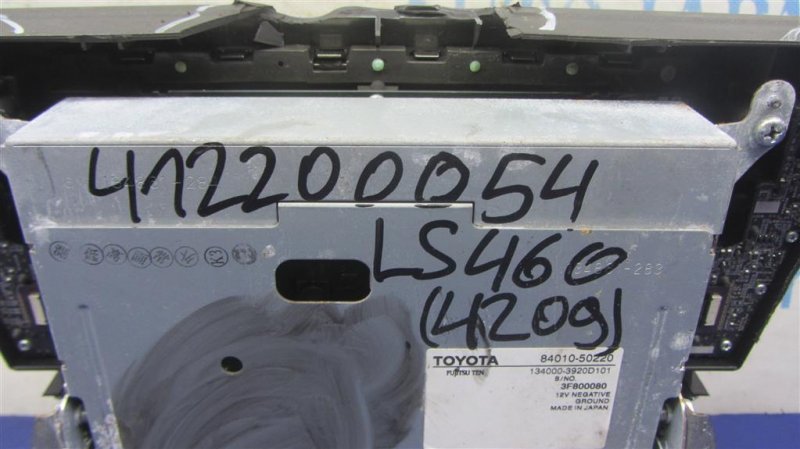 412200054
LS460
(4209)
TOYOTA 84010-50220
FUJITSU TEN 134000-3920D101
S/NO.
3F800080
12V NEGATIVE
GROUND
MADE IN JAPAN